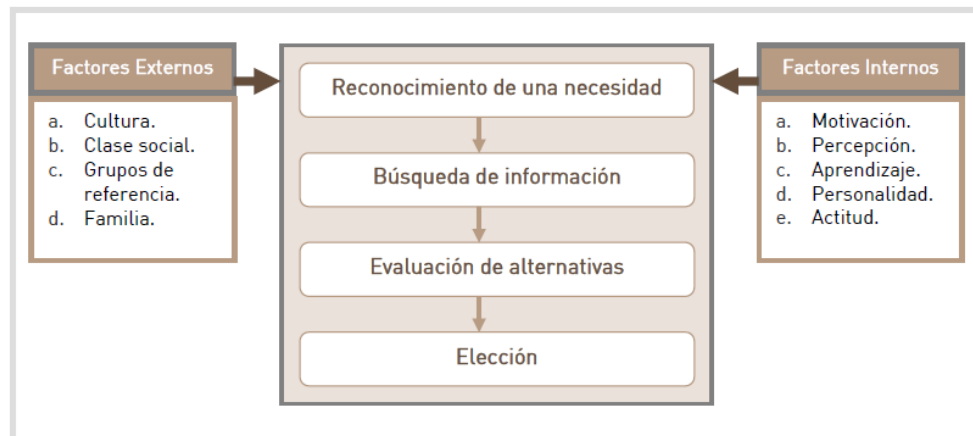 Factores Externos
a. Cultura.
b. Clase social.
c. Grupos de
referencia.
d. Familia.
Reconocimiento de una necesidad
Búsqueda de información
Evaluación de alternativas
Elección
Factores Internos
a. Motivación.
b. Percepción.
c. Aprendizaje.
d. Personalidad.
e. Actitud.